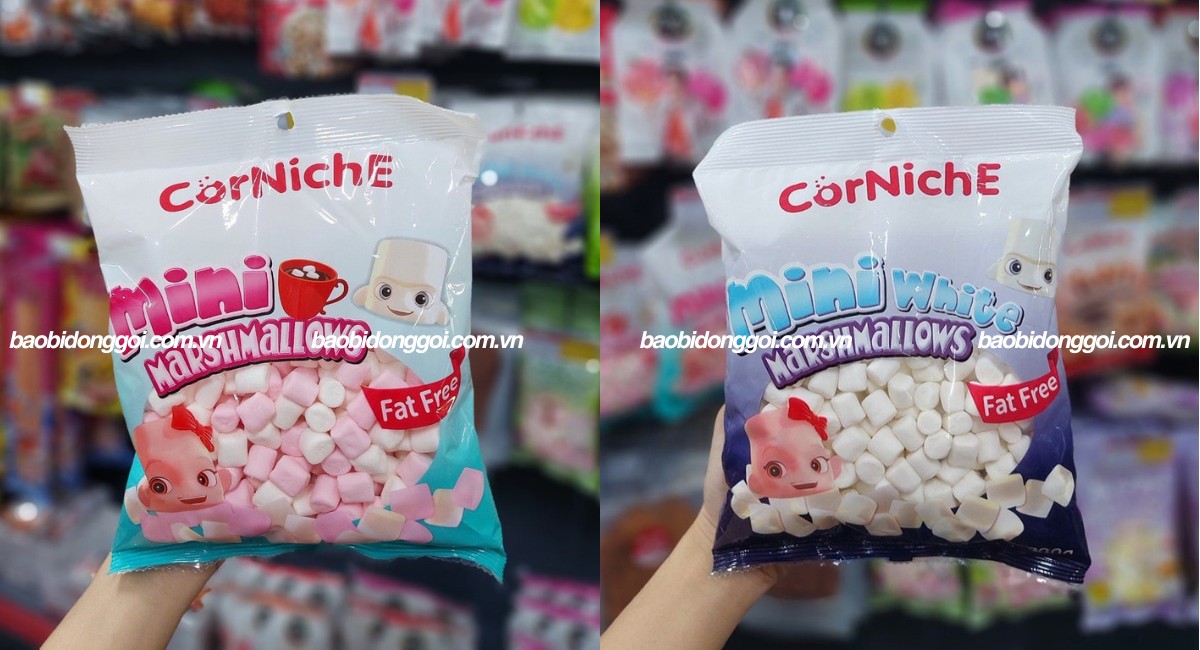 CorNichE
mini
MARSHMALLOWS
Fat Free
baobidonggoi.com.vn
baobidonggoi.com.vn
CorNichE
mini White
MARSHMALLOWS
Fat Free
baobidonggoi.com.vn
baobidonggoi.com.vn